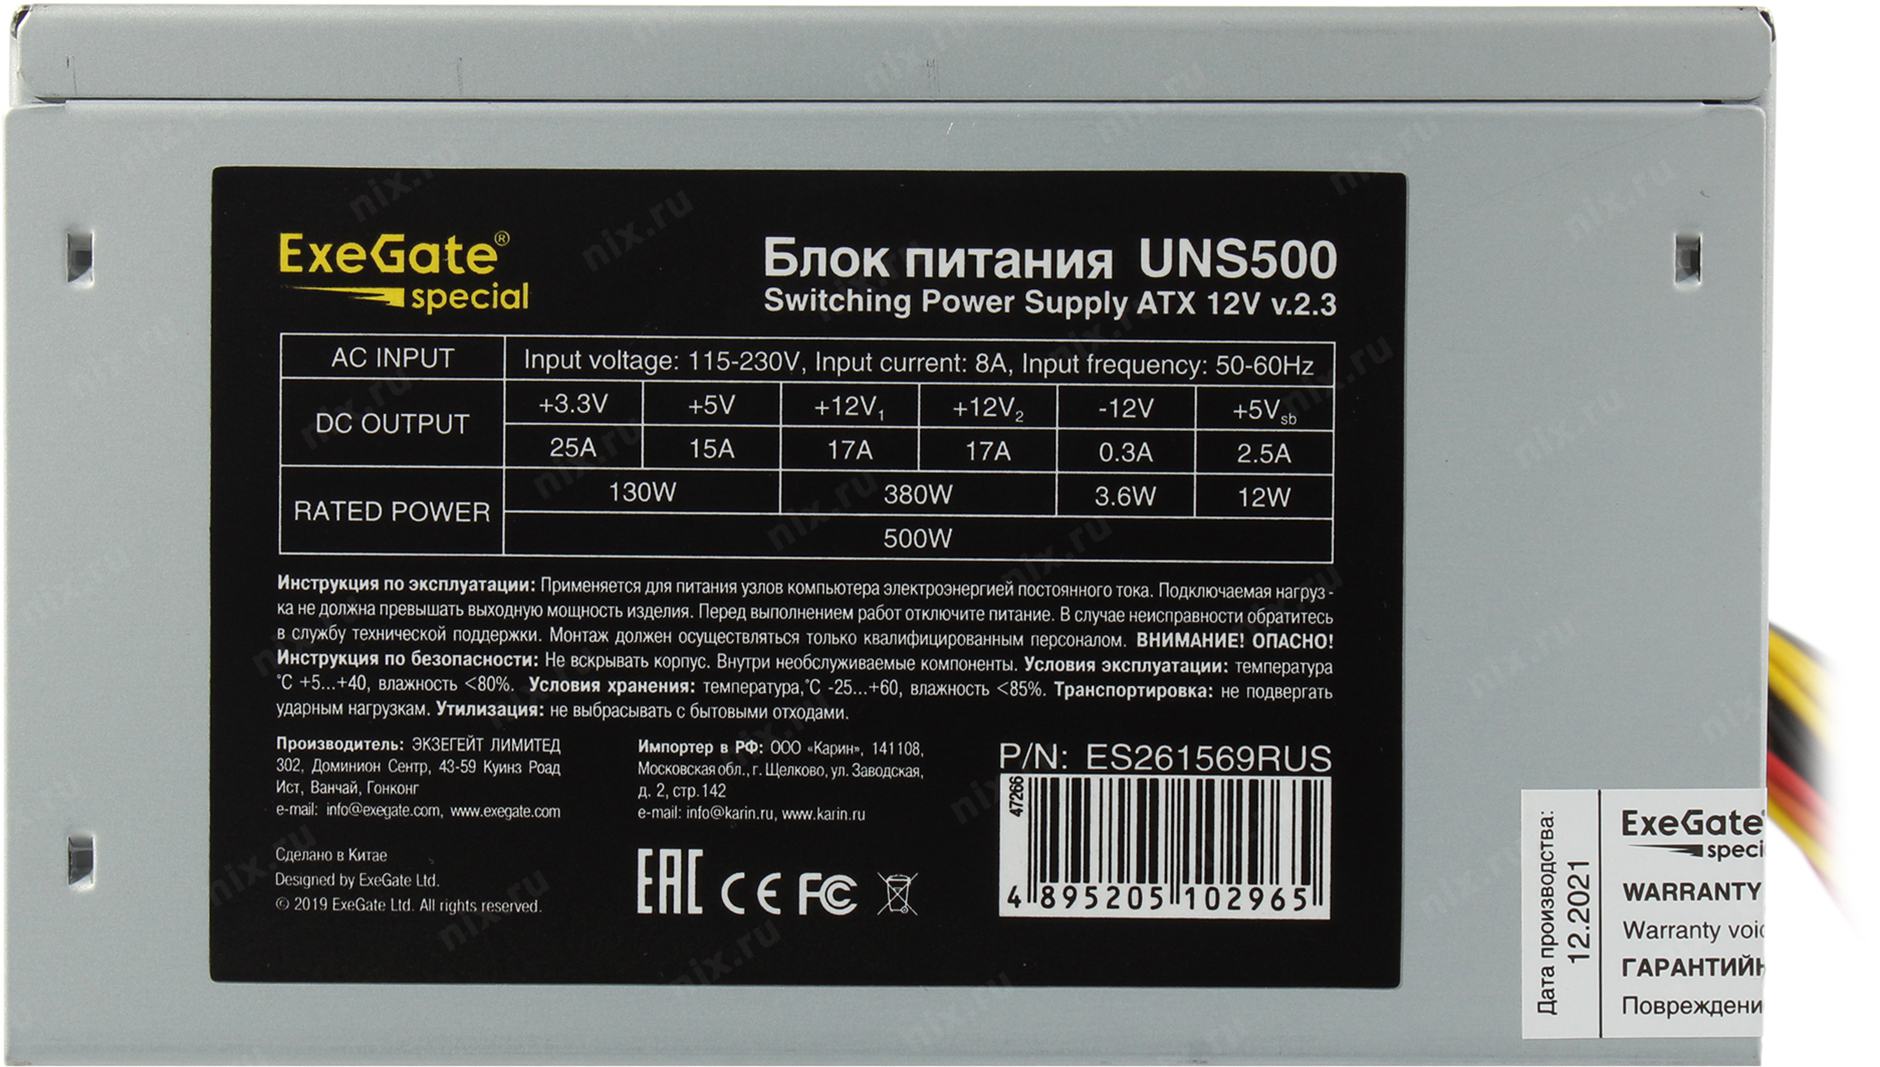 ExeGate®
special
Блок питания UNS500
Switching Power Supply ATX 12V v.2.3
AC INPUT Input voltage: 115-230V, Input current: 8A, Input frequency: 50-60Hz
DC OUTPUT +3.3V +5V +12V1 +12V2 -12V +5Vsb
25A 15A 17A 17A 0.3A 2.5A
RATED POWER 130W 380W 3.6W 12W
500W
Инструкция по эксплуатации: Применяется для питания узлов компьютера электроэнергией постоянного тока. Подключаемая нагруз-
ка не должна превышать выходную мощность изделия. Перед выполнением работ отключите питание. В случае неисправности обратитесь
в службу технической поддержки. Монтаж должен осуществляться только квалифицированным персоналом. ВНИМАНИЕ! ОПАСНО!
Инструкция по безопасности: Не вскрывать корпус. Внутри необслуживаемые компоненты. Условия эксплуатации: температура
°C +5...+40, влажность <80%. Условия хранения: температура,°C -25...+60, влажность <85%. Транспортировка: не подвергать
ударным нагрузкам. Утилизация: не выбрасывать с бытовыми отходами.
Производитель: ЭКЗЕГЕЙТ ЛИМИТЕД
302, Доминион Сентр, 43-59 Куинз Роад
Ист, Ванчай, Гонконг
e-mail: info@exegate.com, www.exegate.com
Импортер в РФ: ООО «Карин», 141108,
Московская обл., г. Щелково, ул. Заводская,
д. 2, стр.142
e-mail: info@karin.ru, www.karin.ru
P/N: ES261569RUS
47266
4 895205 102965
Сделано в Китае
Designed by ExeGate Ltd.
© 2019 ExeGate Ltd. All rights reserved.
EAC CE FC
Дата производства:
12.2021
ExeGate
speci
WARRANTY
Warranty voi
ГАРАНТИЙН
Повреждени
nix.ru